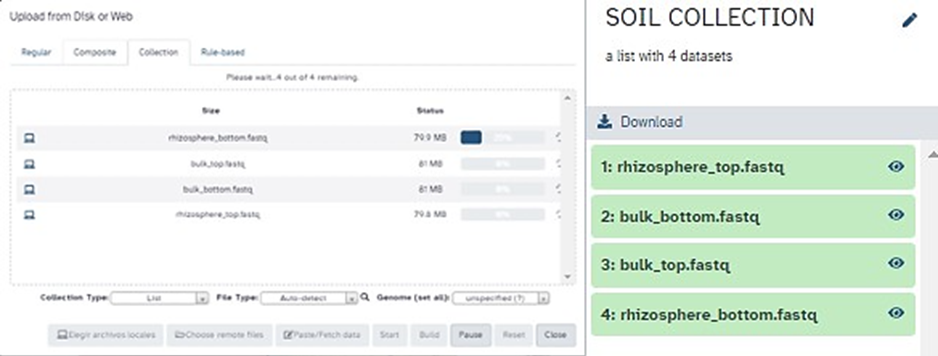 Upload from Disk or Web
Regular Composite Collection Rule-based
Please wait...4 out of 4 remaining.
Size Status
rhizosphere_bottom.fastq 79.9 MB
bulk_top.fastq 81 MB
bulk_bottom.fastq 81 MB
rhizosphere_top.fastq 79.8 MB
Collection Type: List File Type: Auto-detect Genome (set all): unspecified (?)
Elegir archivos locales Choose remote files Paste/Fetch data Start Build Pause Reset Close
SOIL COLLECTION
a list with 4 datasets
Download
1: rhizosphere_top.fastq
2: bulk_bottom.fastq
3: bulk_top.fastq
4: rhizosphere_bottom.fastq